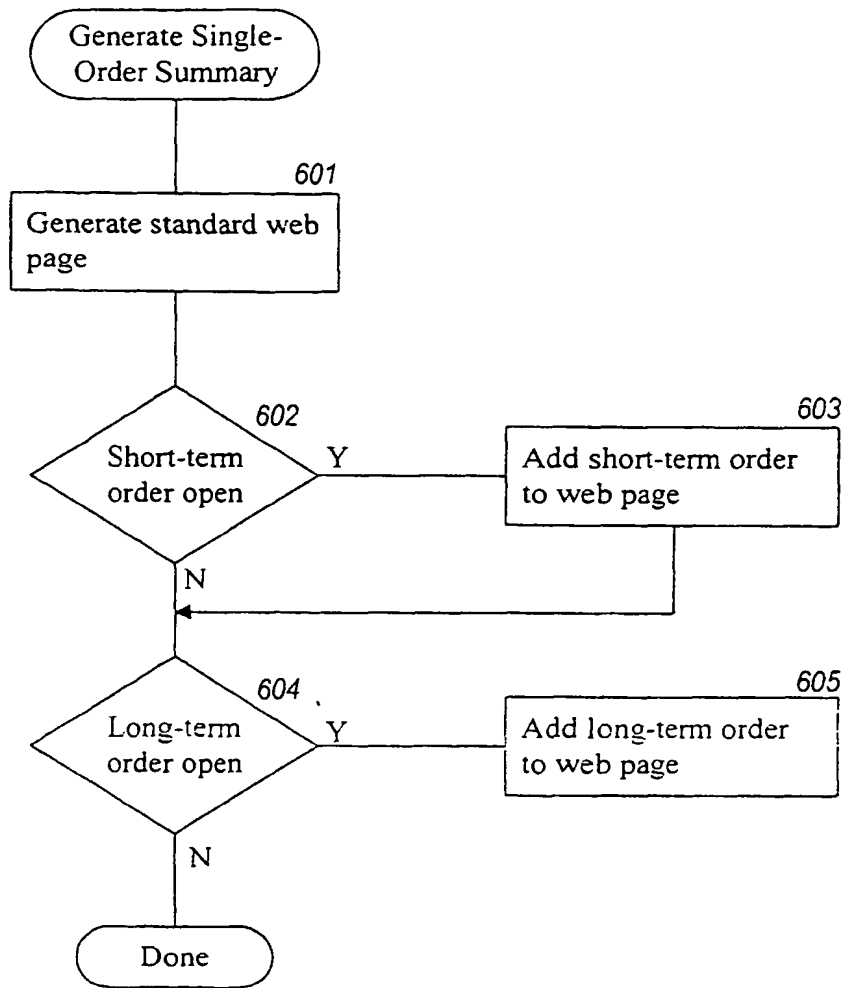 Generate Single-
Order Summary
601
Generate standard web
page
602
Short-term
order open
Y
N
603
Add short-term order
to web page
604
Long-term
order open
Y
N
605
Add long-term order
to web page
Done